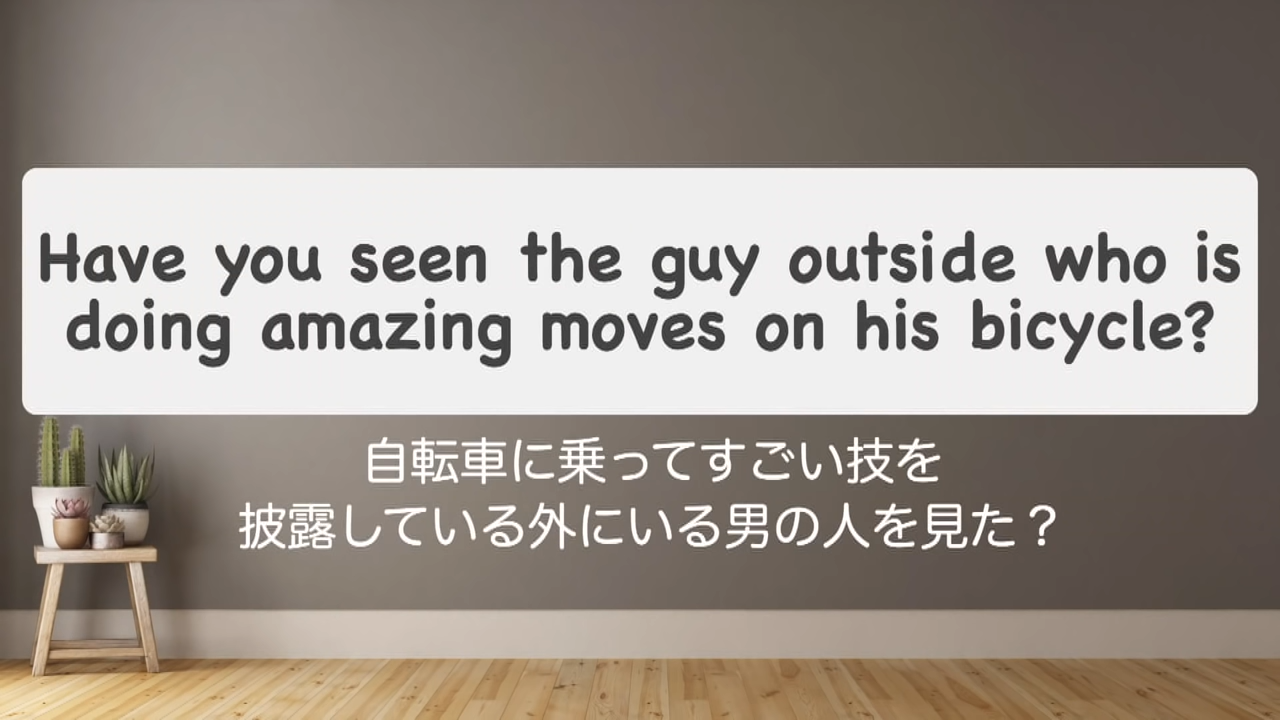 Have you seen the guy outside who is
doing amazing moves on his bicycle?
自転車に乗ってすごい技を
披露している外にいる男の人を見た？